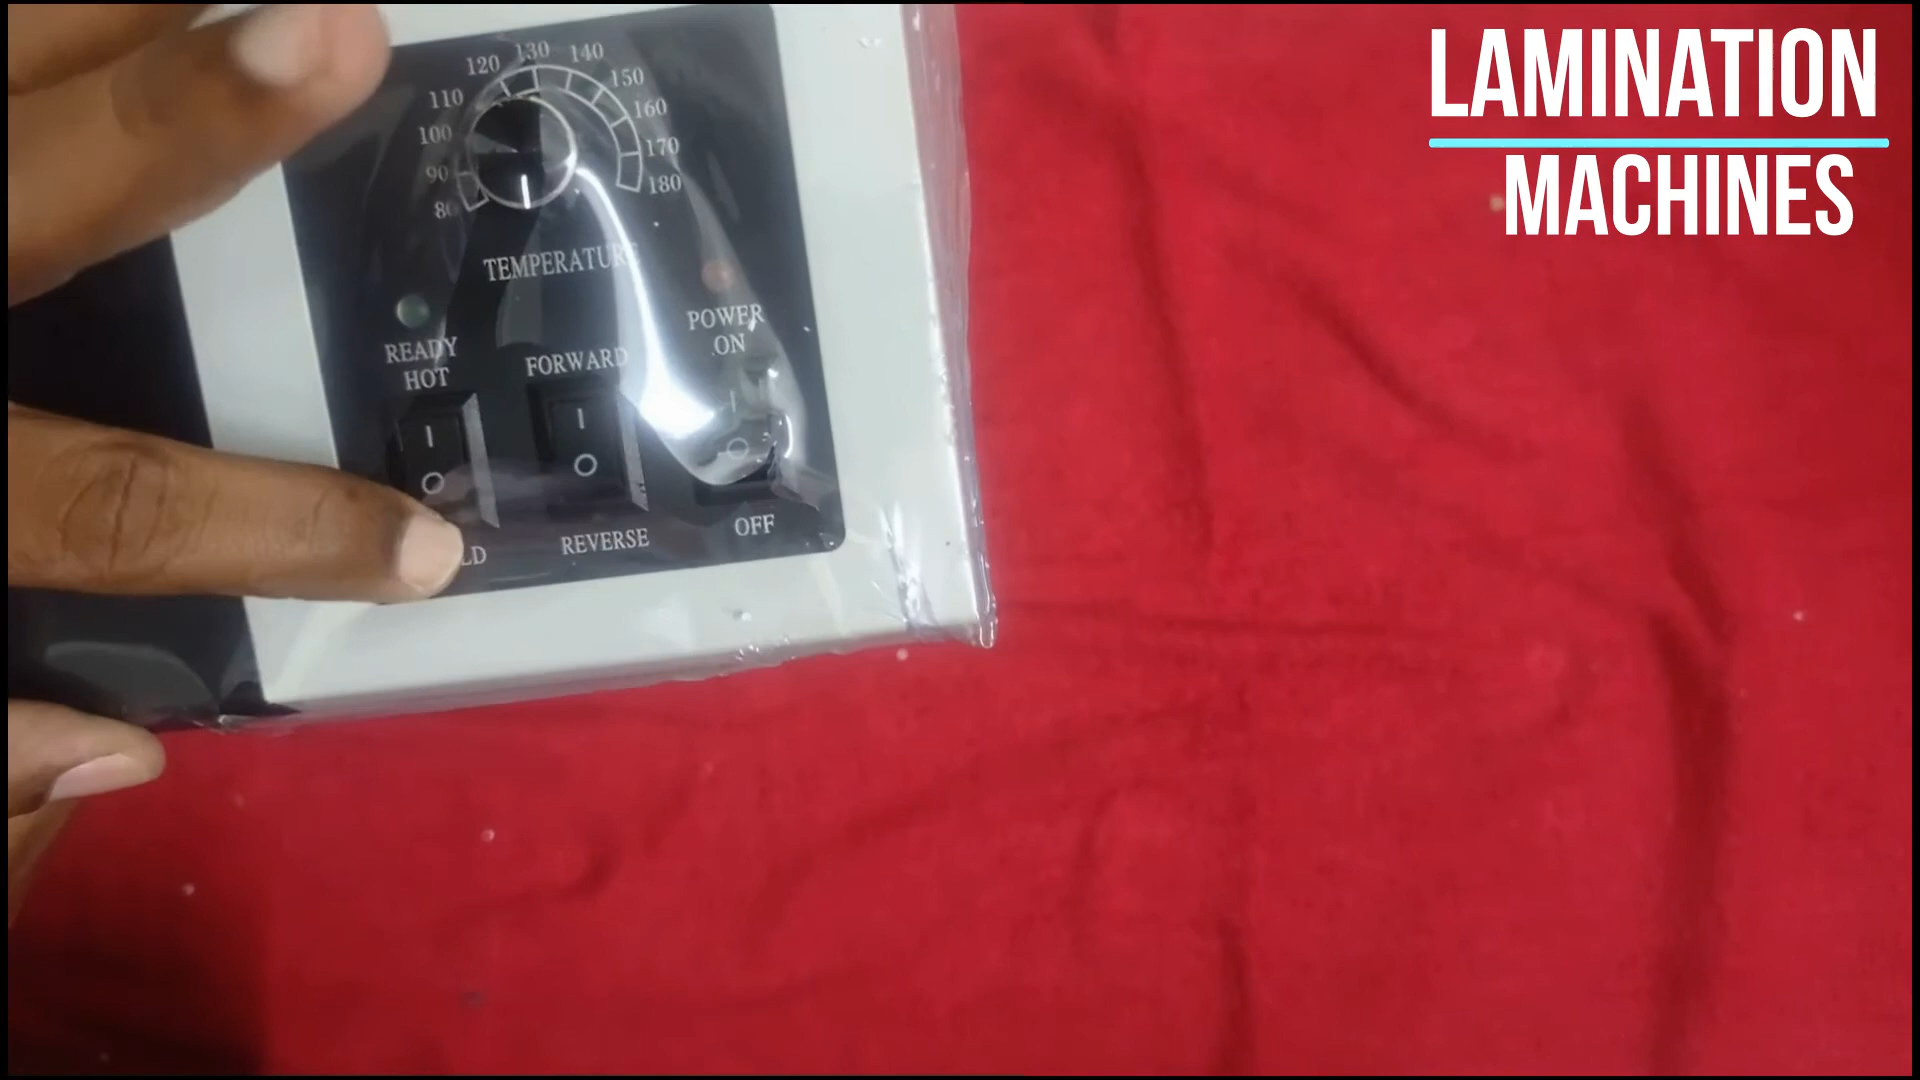 LAMINATION
MACHINES
80
90
100
110
120
130
140
150
160
170
180
TEMPERATURE
READY
HOT
FORWARD
POWER
ON
REVERSE
OFF